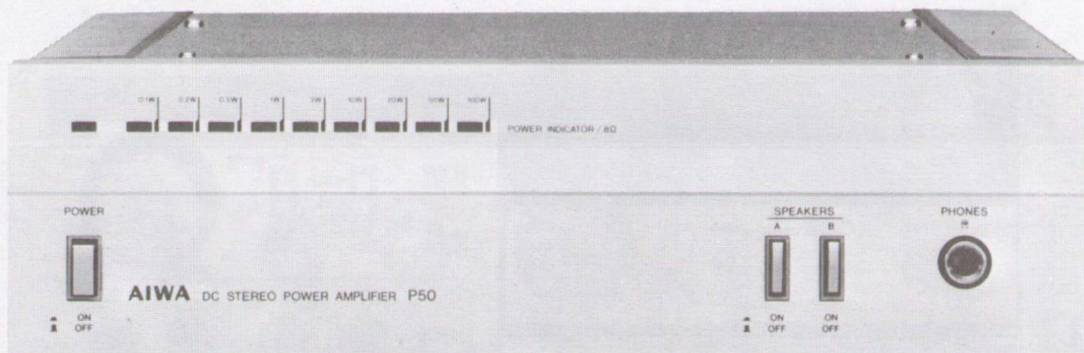 0.1W 0.2W 0.5W 1W 3W 10W 20W 50W 100W
POWER INDICATOR / 8Ω
POWER
SPEAKERS
A B
PHONES
AIWA DC STEREO POWER AMPLIFIER P50
ON
OFF
ON ON
OFF OFF